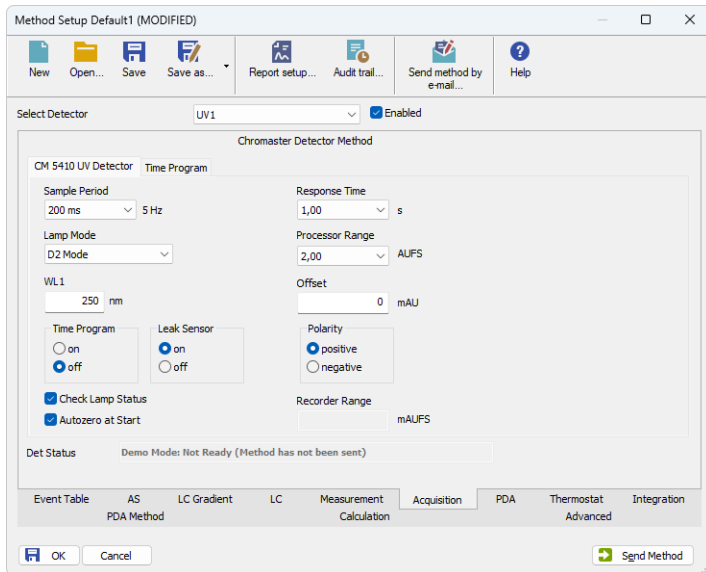 Method Setup Default1 (MODIFIED)
New Open... Save Save as... Report setup... Audit trail... Send method by e-mail... Help
Select Detector UV1 Enabled
Chromaster Detector Method
CM 5410 UV Detector Time Program
Sample Period Response Time
200 ms 5 Hz 1,00 s
Lamp Mode Processor Range
D2 Mode 2,00 AUFS
WL1 Offset
250 nm 0 mAU
Time Program Leak Sensor Polarity
on on positive
off off negative
Check Lamp Status Recorder Range
Autozero at Start mAUFS
Det Status Demo Mode: Not Ready (Method has not been sent)
Event Table AS LC Gradient LC Measurement Acquisition PDA Thermostat Integration
PDA Method Calculation Advanced
OK Cancel Send Method